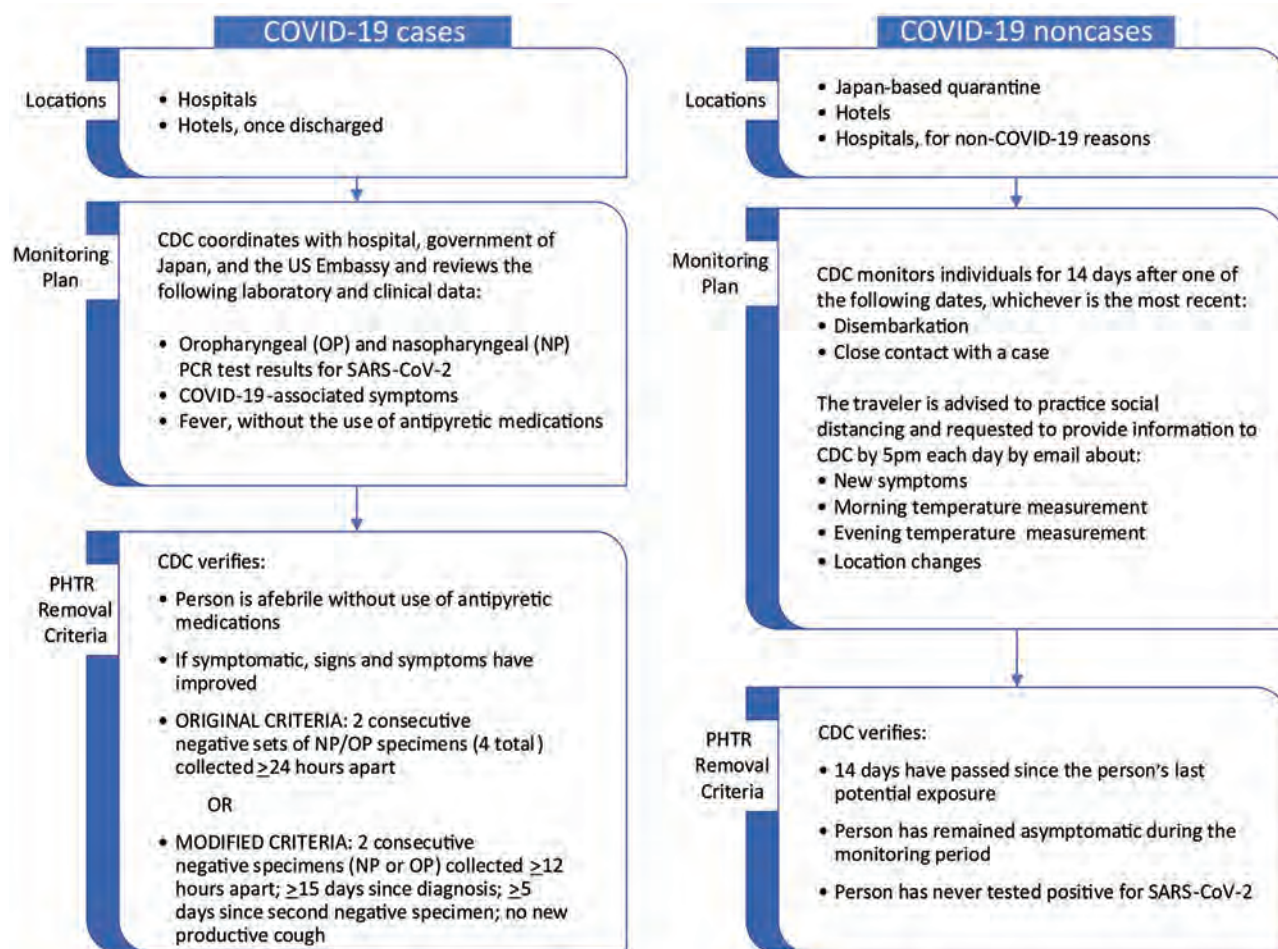 COVID-19 cases
Locations
• Hospitals
• Hotels, once discharged
Monitoring
Plan
CDC coordinates with hospital, government of
Japan, and the US Embassy and reviews the
following laboratory and clinical data:
• Oropharyngeal (OP) and nasopharyngeal (NP)
PCR test results for SARS-CoV-2
• COVID-19-associated symptoms
• Fever, without the use of antipyretic medications
PHTR
Removal
Criteria
CDC verifies:
• Person is afebrile without use of antipyretic
medications
• If symptomatic, signs and symptoms have
improved
• ORIGINAL CRITERIA: 2 consecutive
negative sets of NP/OP specimens (4 total)
collected ≥24 hours apart
OR
• MODIFIED CRITERIA: 2 consecutive
negative specimens (NP or OP) collected ≥12
hours apart; ≥15 days since diagnosis; ≥5
days since second negative specimen; no new
productive cough
COVID-19 noncases
Locations
• Japan-based quarantine
• Hotels
• Hospitals, for non-COVID-19 reasons
Monitoring
Plan
CDC monitors individuals for 14 days after one of
the following dates, whichever is the most recent:
• Disembarkation
• Close contact with a case
The traveler is advised to practice social
distancing and requested to provide information to
CDC by 5pm each day by email about:
• New symptoms
• Morning temperature measurement
• Evening temperature measurement
• Location changes
PHTR
Removal
Criteria
CDC verifies:
• 14 days have passed since the person's last
potential exposure
• Person has remained asymptomatic during the
monitoring period
• Person has never tested positive for SARS-CoV-2